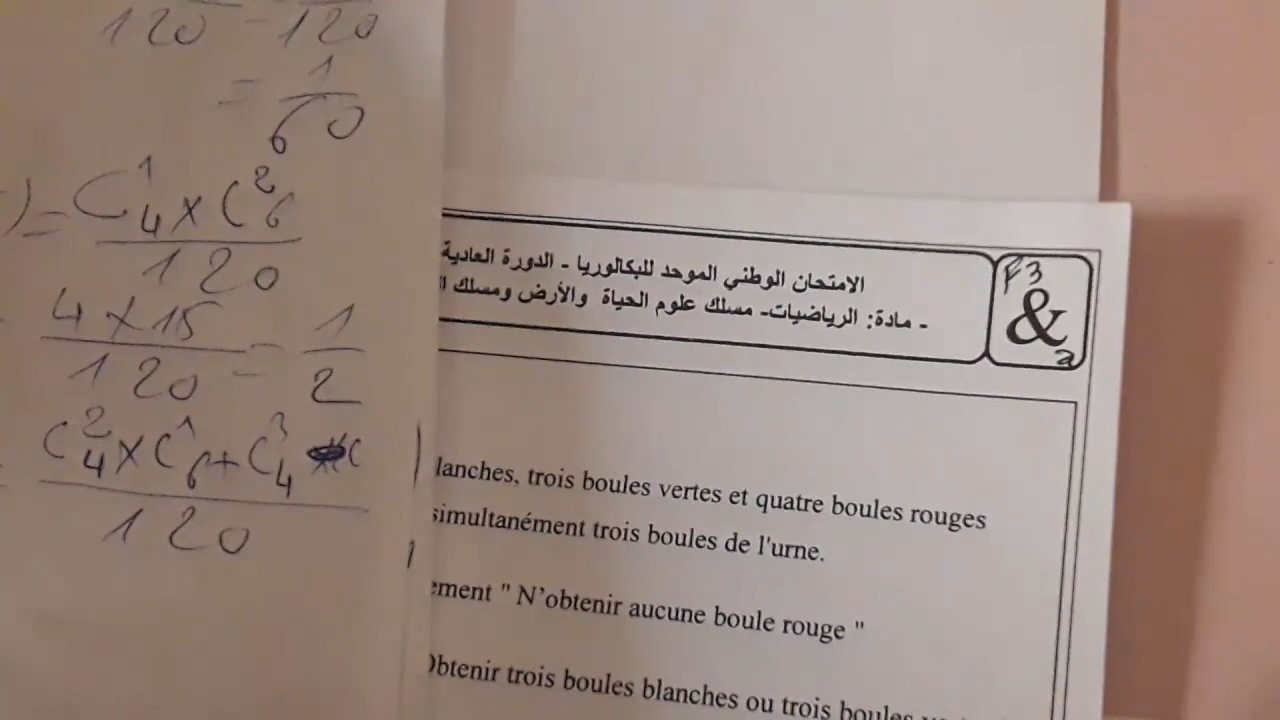 120 - 120
= 1/60
) = C¹₄ x C²₆ / 120
4 x 15 / 120 = 1/2
C²₄ x C¹₆ + C³₄ / 120
الامتحان الوطني الموحد للبكالوريا - الدورة العادية
- مادة: الرياضيات- مسلك علوم الحياة والأرض ومسلك
F3
&
a
lanches, trois boules vertes et quatre boules rouges
simultanément trois boules de l'urne.
ement " N'obtenir aucune boule rouge "
Obtenir trois boules blanches ou trois boules